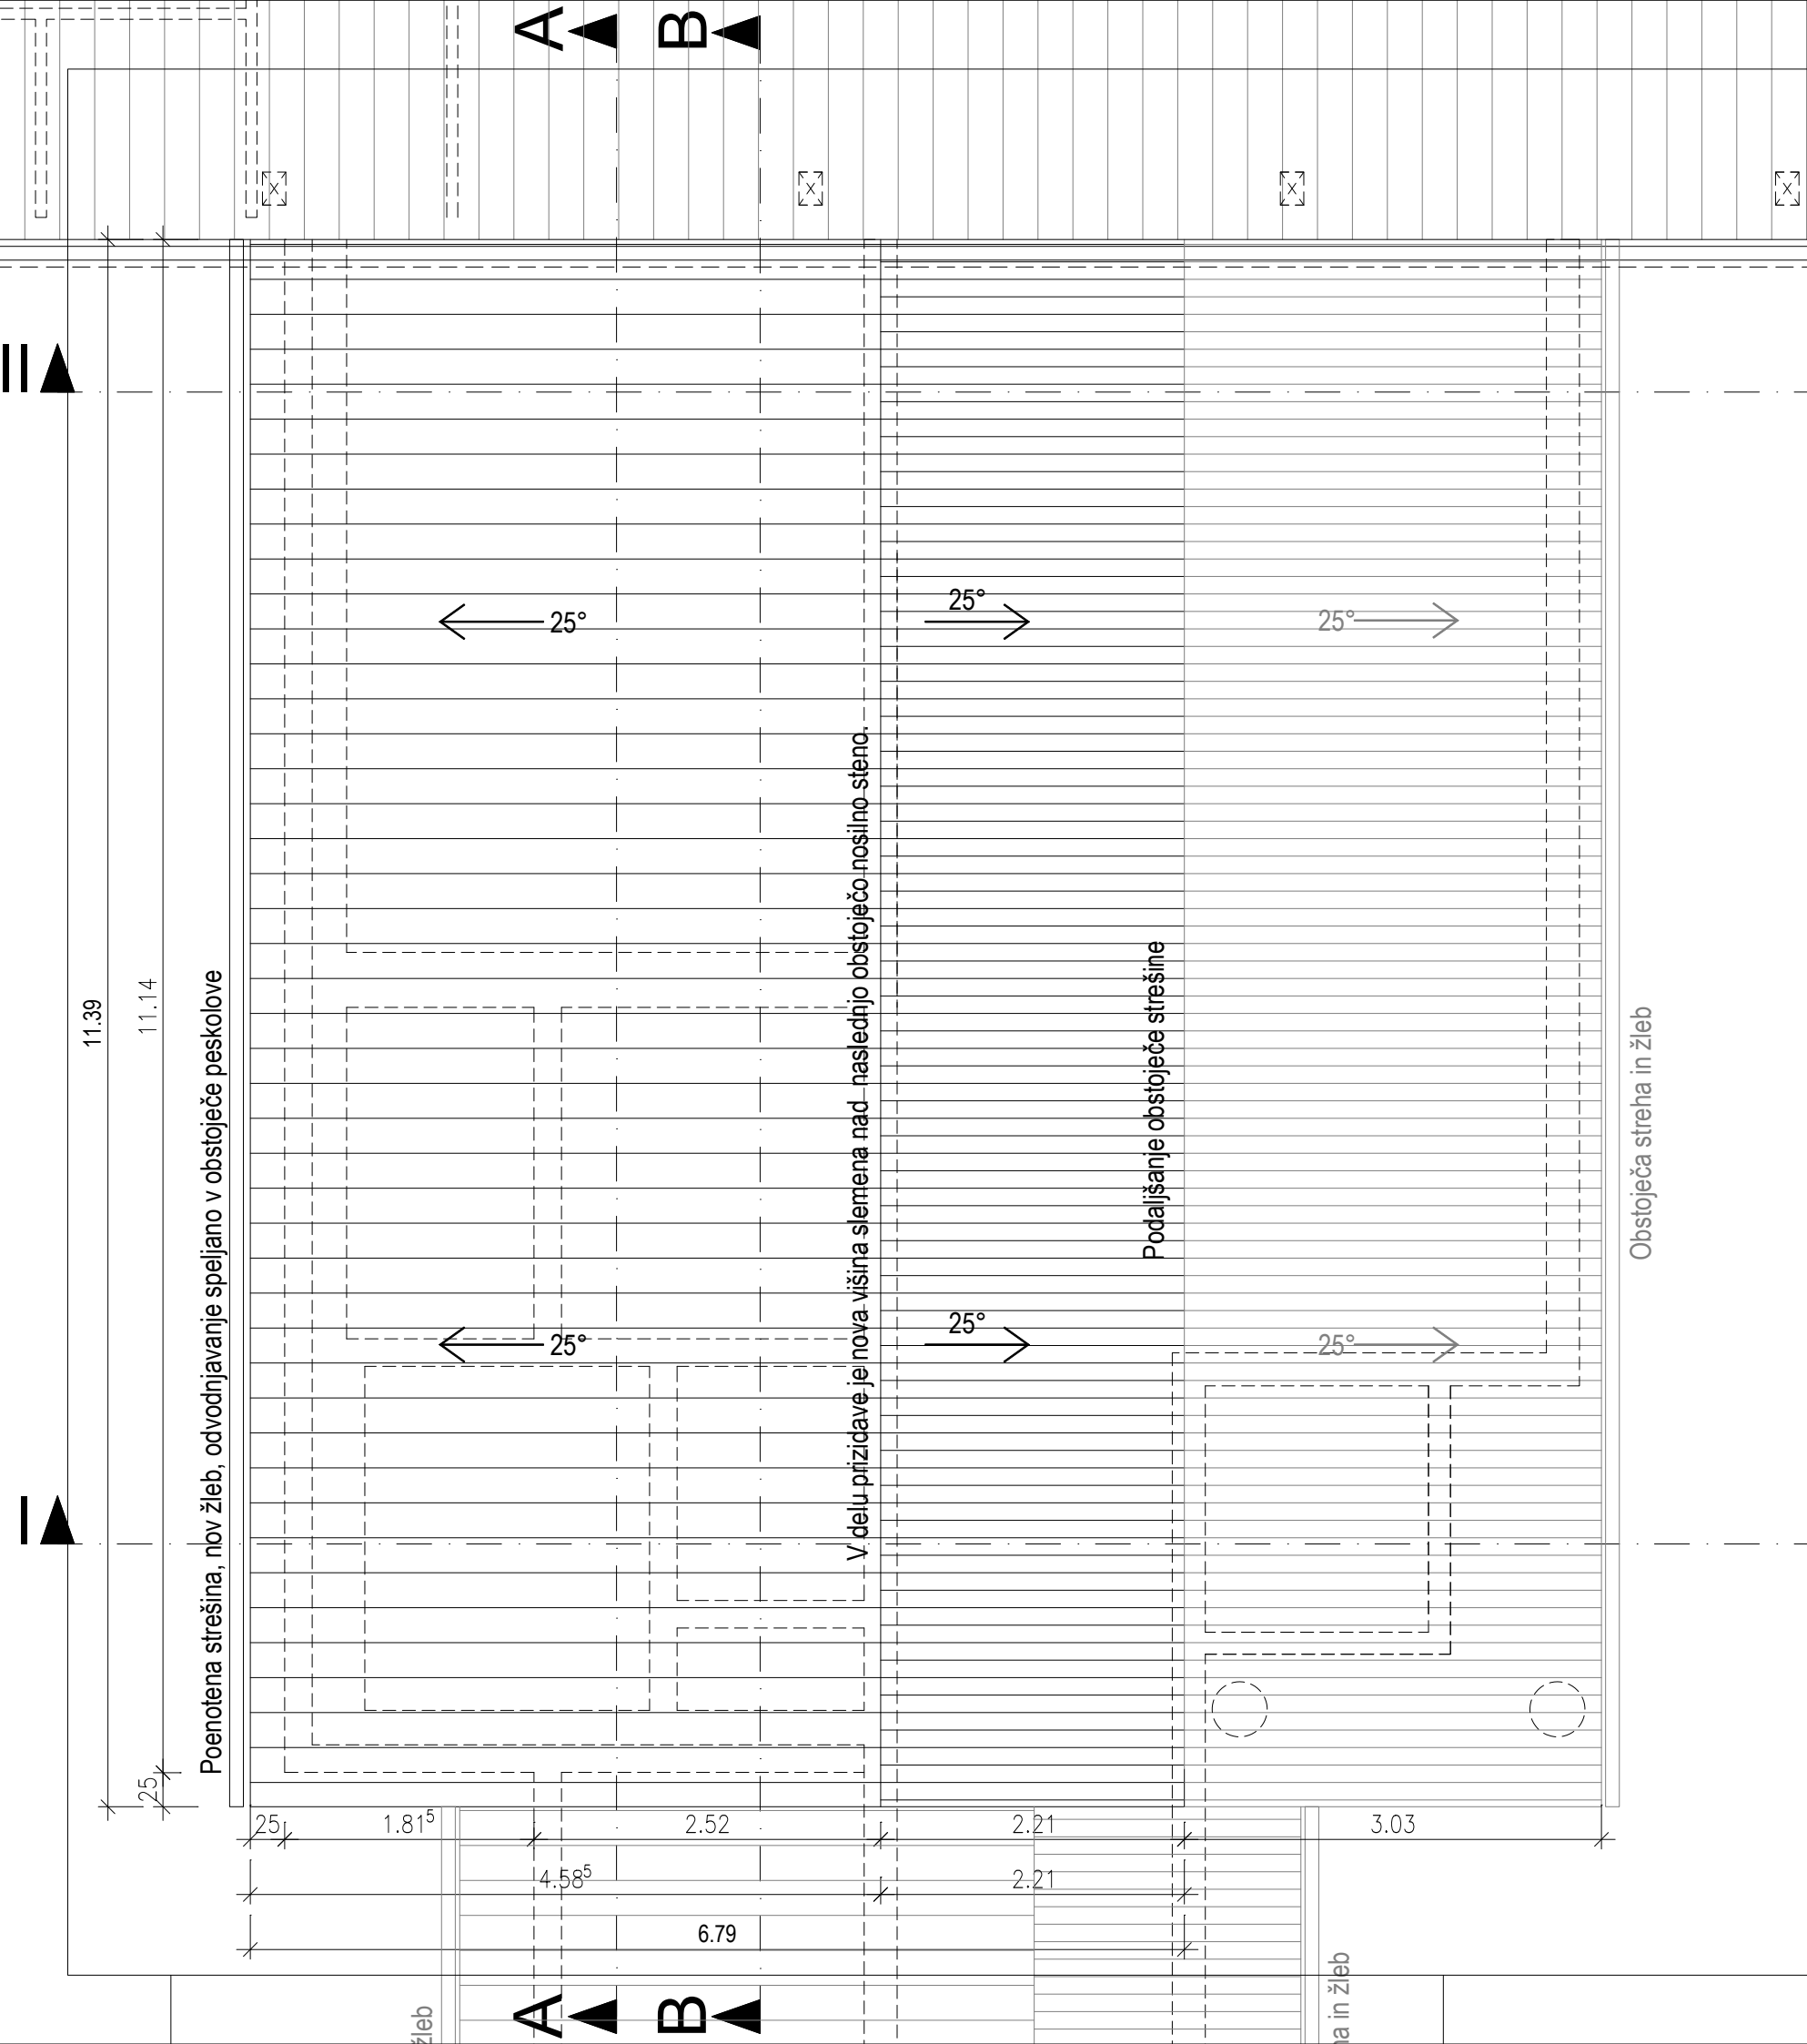 A
B
II
25°
25°
25°
V delu prizidave je nova višina slemena nad naslednjo obstoječo nosilno steno.
Podaljšanje obstoječe strešine
Poenotena strešina, nov žleb, odvodnjavanje speljano v obstoječe peskolove
11.39
11.14
25
Obstoječa streha in žleb
25°
25°
25°
I
25
1.81⁵
2.52
2.21
3.03
4.58⁵
2.21
6.79
A
B
žleb
in žleb